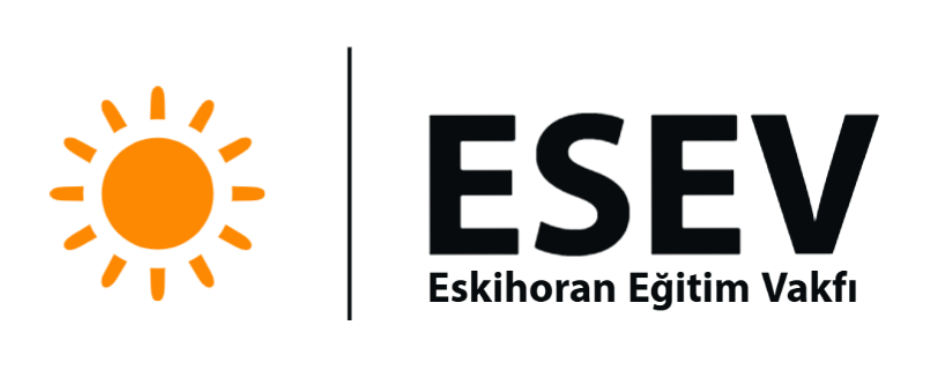 ESEV
Eskihoran Eğitim Vakfı